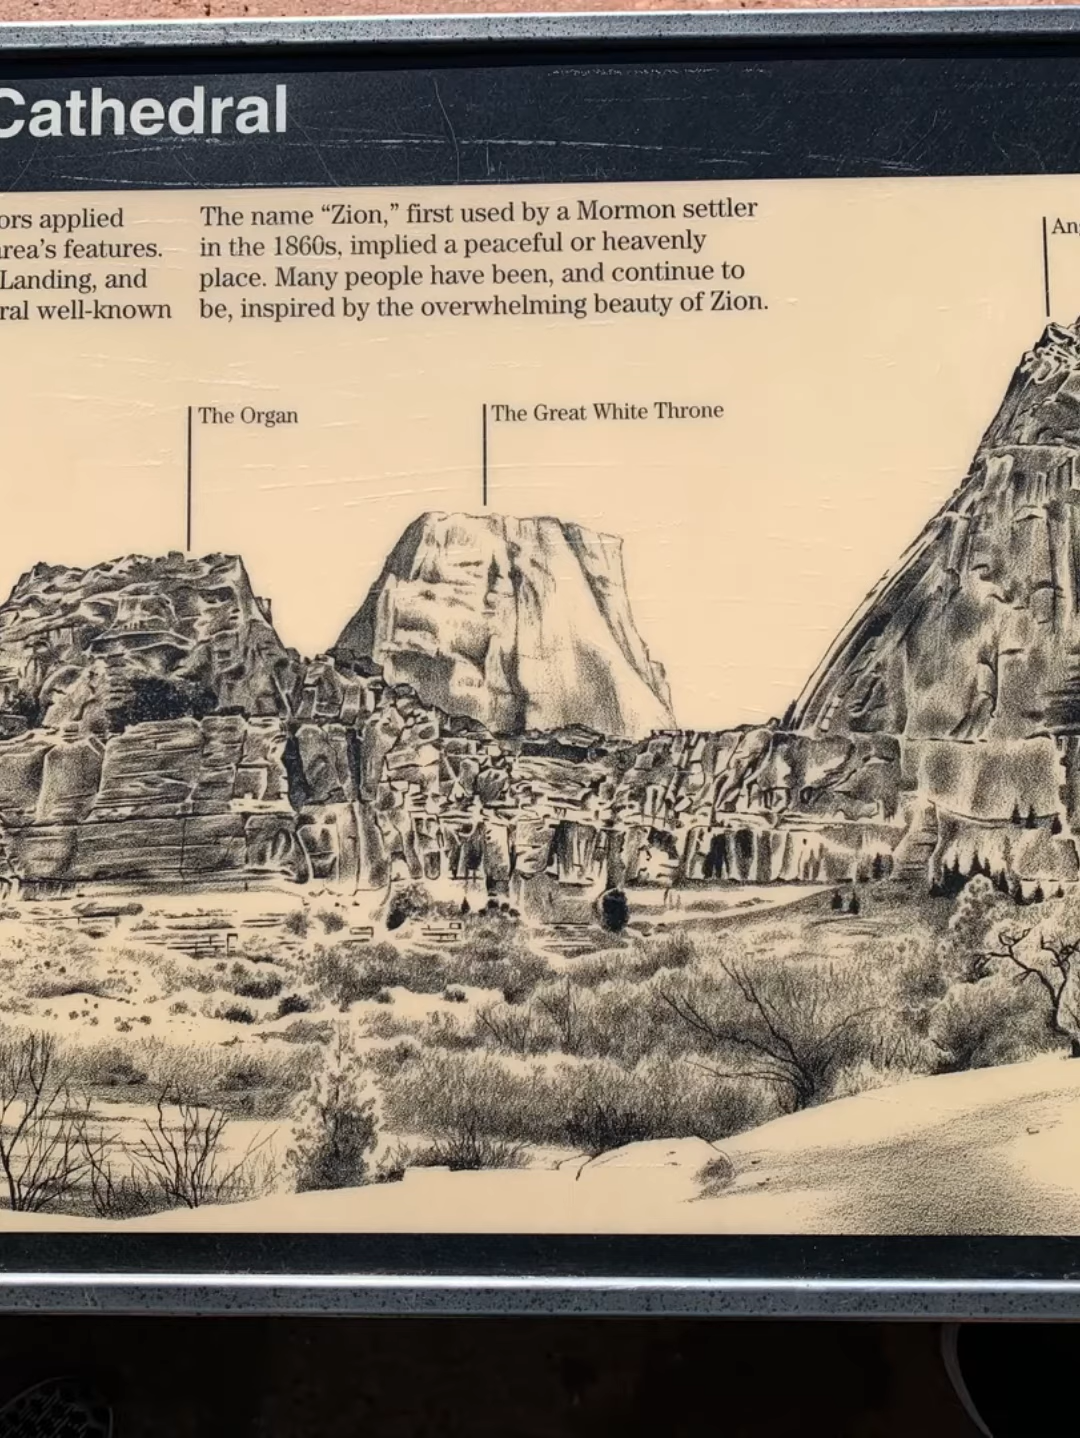 Cathedral
ors applied
rea's features.
Landing, and
ral well-known
The name “Zion,” first used by a Mormon settler
in the 1860s, implied a peaceful or heavenly
place. Many people have been, and continue to
be, inspired by the overwhelming beauty of Zion.
An
The Organ
The Great White Throne